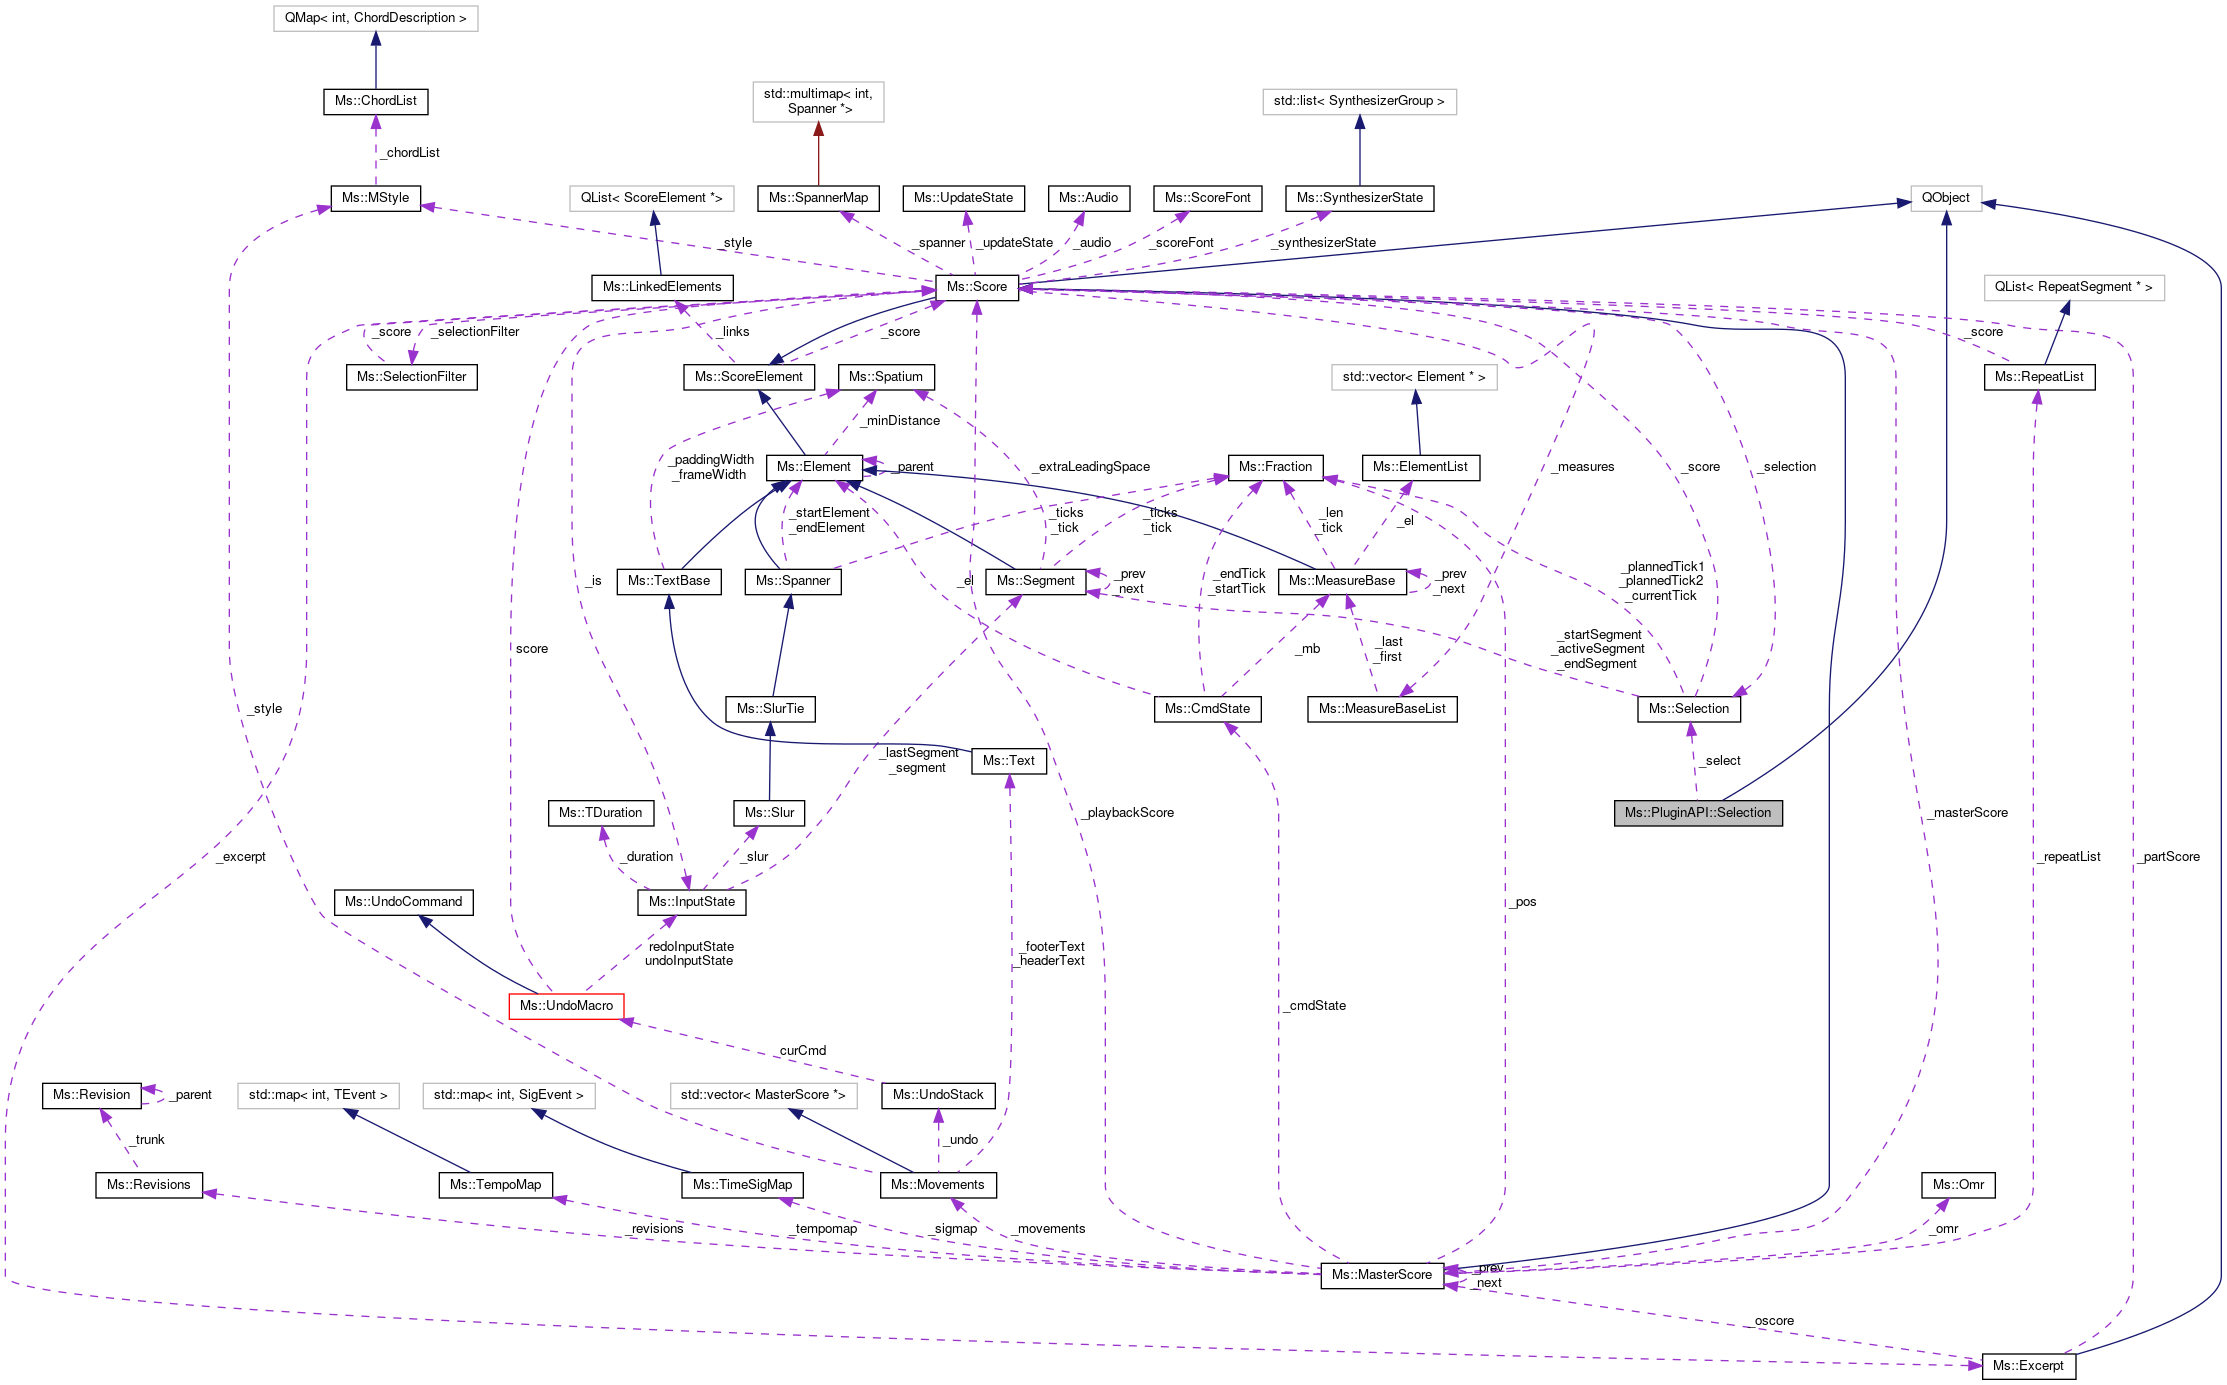 QMap< int, ChordDescription >
std::multimap< int,
Spanner *>
std::list< SynthesizerGroup >
Ms::ChordList
_chordList
Ms::MStyle
QList< ScoreElement *>
Ms::SpannerMap
Ms::UpdateState
Ms::Audio
Ms::ScoreFont
Ms::SynthesizerState
QObject
_style
_spanner
_updateState
_audio
_scoreFont
_synthesizerState
Ms::LinkedElements
Ms::Score
QList< RepeatSegment * >
_score
_selectionFilter
_links
_score
_score
Ms::SelectionFilter
Ms::ScoreElement
Ms::Spatium
std::vector< Element * >
Ms::RepeatList
_minDistance
_paddingWidth
_frameWidth
Ms::Element
_parent
_extraLeadingSpace
Ms::Fraction
Ms::ElementList
_measures
_score
_selection
_startElement
_endElement
_ticks
_tick
_ticks
_tick
_len
_tick
_el
_is
Ms::TextBase
Ms::Spanner
_el
Ms::Segment
_prev
_next
_endTick
_startTick
Ms::MeasureBase
_prev
_next
_plannedTick1
_plannedTick2
_currentTick
score
_mb
_last
_first
_startSegment
_activeSegment
_endSegment
_style
Ms::SlurTie
Ms::CmdState
Ms::MeasureBaseList
Ms::Selection
_lastSegment
_segment
Ms::Text
_select
Ms::TDuration
Ms::Slur
_playbackScore
Ms::PluginAPI::Selection
_masterScore
_excerpt
_duration
_slur
_repeatList
_partScore
Ms::UndoCommand
Ms::InputState
_pos
redoInputState
undoInputState
_footerText
_headerText
Ms::UndoMacro
_cmdState
curCmd
Ms::Revision
_parent
std::map< int, TEvent >
std::map< int, SigEvent >
std::vector< MasterScore *>
Ms::UndoStack
_trunk
_undo
Ms::Revisions
Ms::TempoMap
Ms::TimeSigMap
Ms::Movements
Ms::Omr
_revisions
_tempomap
_sigmap
_movements
_omr
Ms::MasterScore
_prev
_next
_oscore
Ms::Excerpt